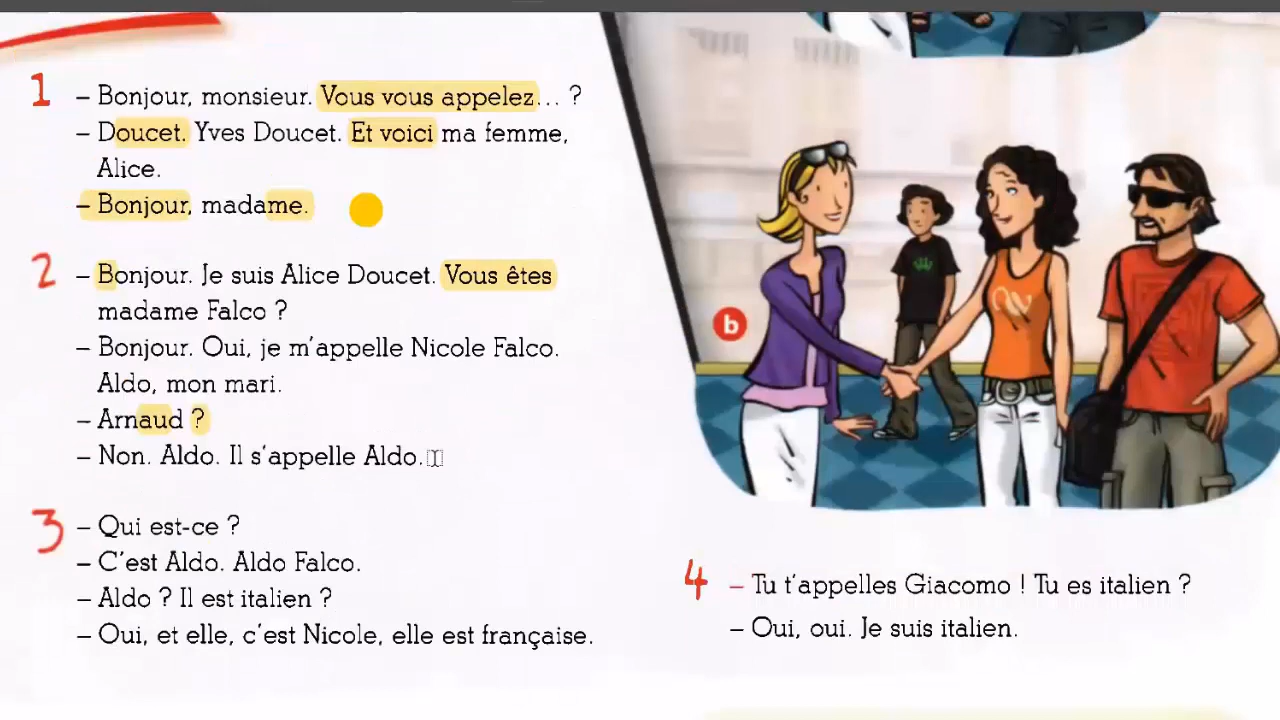 1
– Bonjour, monsieur. Vous vous appelez… ?
– Doucet. Yves Doucet. Et voici ma femme,
Alice.
– Bonjour, madame.
2
– Bonjour. Je suis Alice Doucet. Vous êtes
madame Falco ?
– Bonjour. Oui, je m'appelle Nicole Falco.
Aldo, mon mari.
– Arnaud ?
– Non. Aldo. Il s'appelle Aldo.
3
– Qui est-ce ?
– C'est Aldo. Aldo Falco.
– Aldo ? Il est italien ?
– Oui, et elle, c'est Nicole, elle est française.
b
4
– Tu t'appelles Giacomo ! Tu es italien ?
– Oui, oui. Je suis italien.